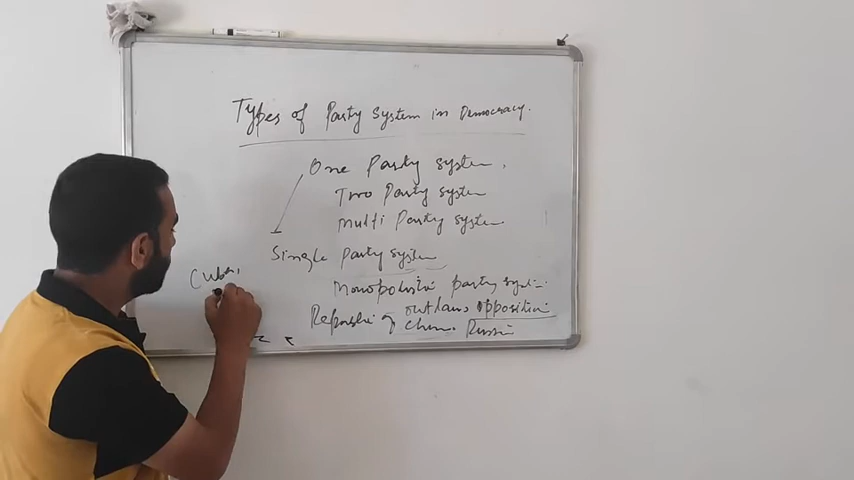 Types of Party System in Democracy.
One Party system,
Two Party system
Multi Party system
Single Party system
Cuba,
Monopolistic party system
outlaws opposition
Republic of China. Russia